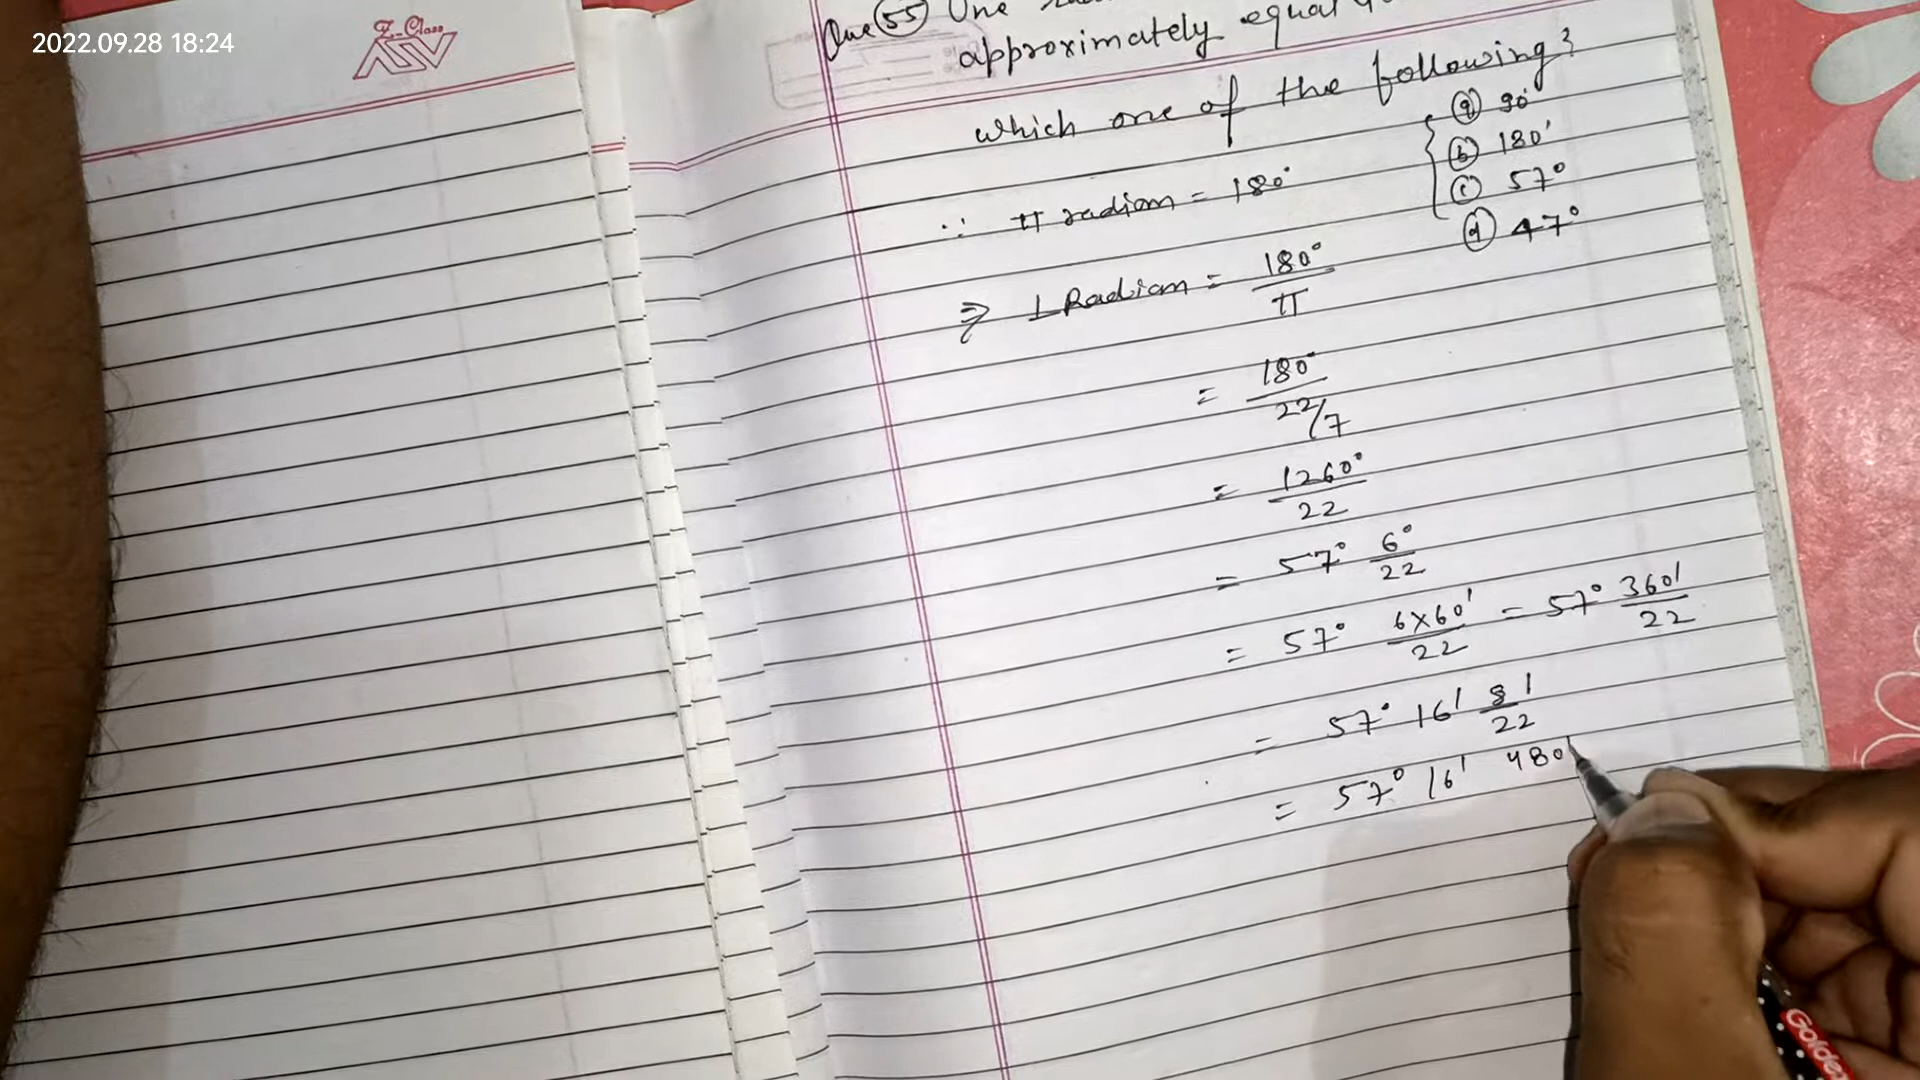 2022.09.28 18:24
Z-Class
Que 55 One
approximately equal
which one of the following?
(a) 90°
(b) 180'
(c) 57°
(d) 47°
∵ π radian = 180°
⇒ 1 Radian = 180°/π
= 180°/22/7
= 1260°/22
= 57° 6°/22
= 57° 6×60'/22 = 57° 360'/22
= 57° 16' 8'/22
= 57° 16' 480
Goldex